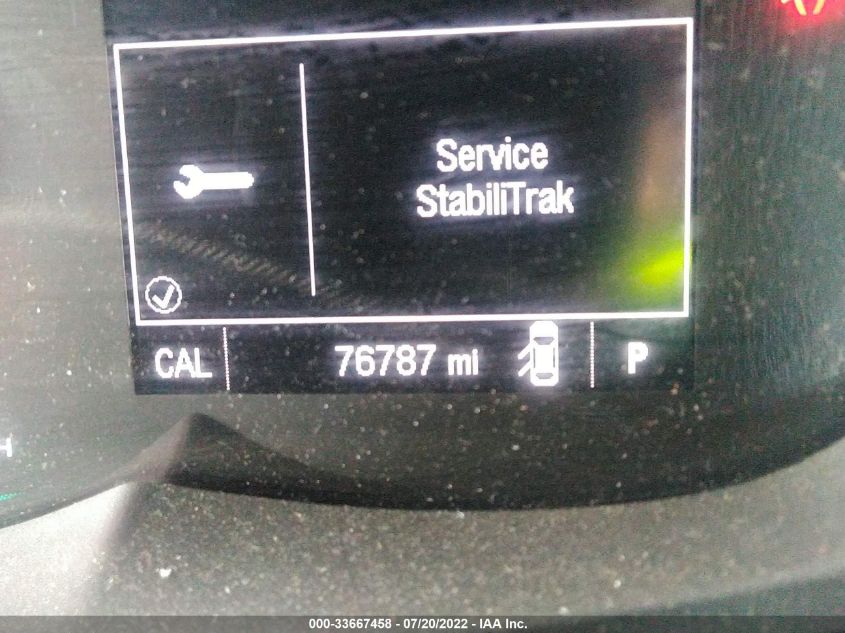 Service
StabiliTrak
CAL 76787 mi P
H
000-33667458 - 07/20/2022 - IAA Inc.